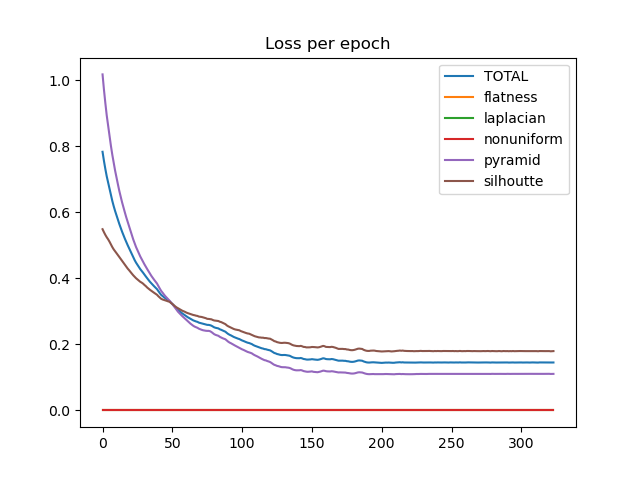 Loss per epoch
TOTAL
flatness
laplacian
nonuniform
pyramid
silhoutte
1.0
0.8
0.6
0.4
0.2
0.0
0 50 100 150 200 250 300